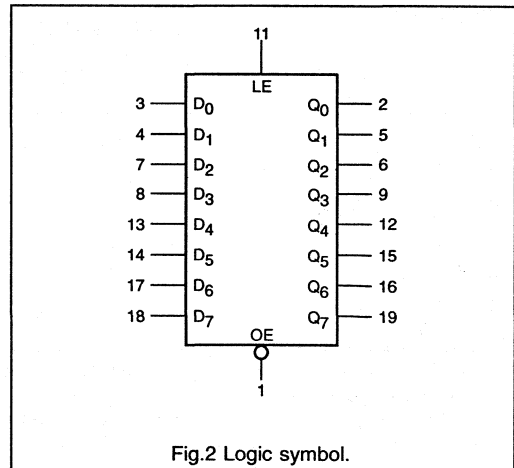 11
LE
3 D0 Q0 2
4 D1 Q1 5
7 D2 Q2 6
8 D3 Q3 9
13 D4 Q4 12
14 D5 Q5 15
17 D6 Q6 16
18 D7 Q7 19
OE
1
Fig.2 Logic symbol.